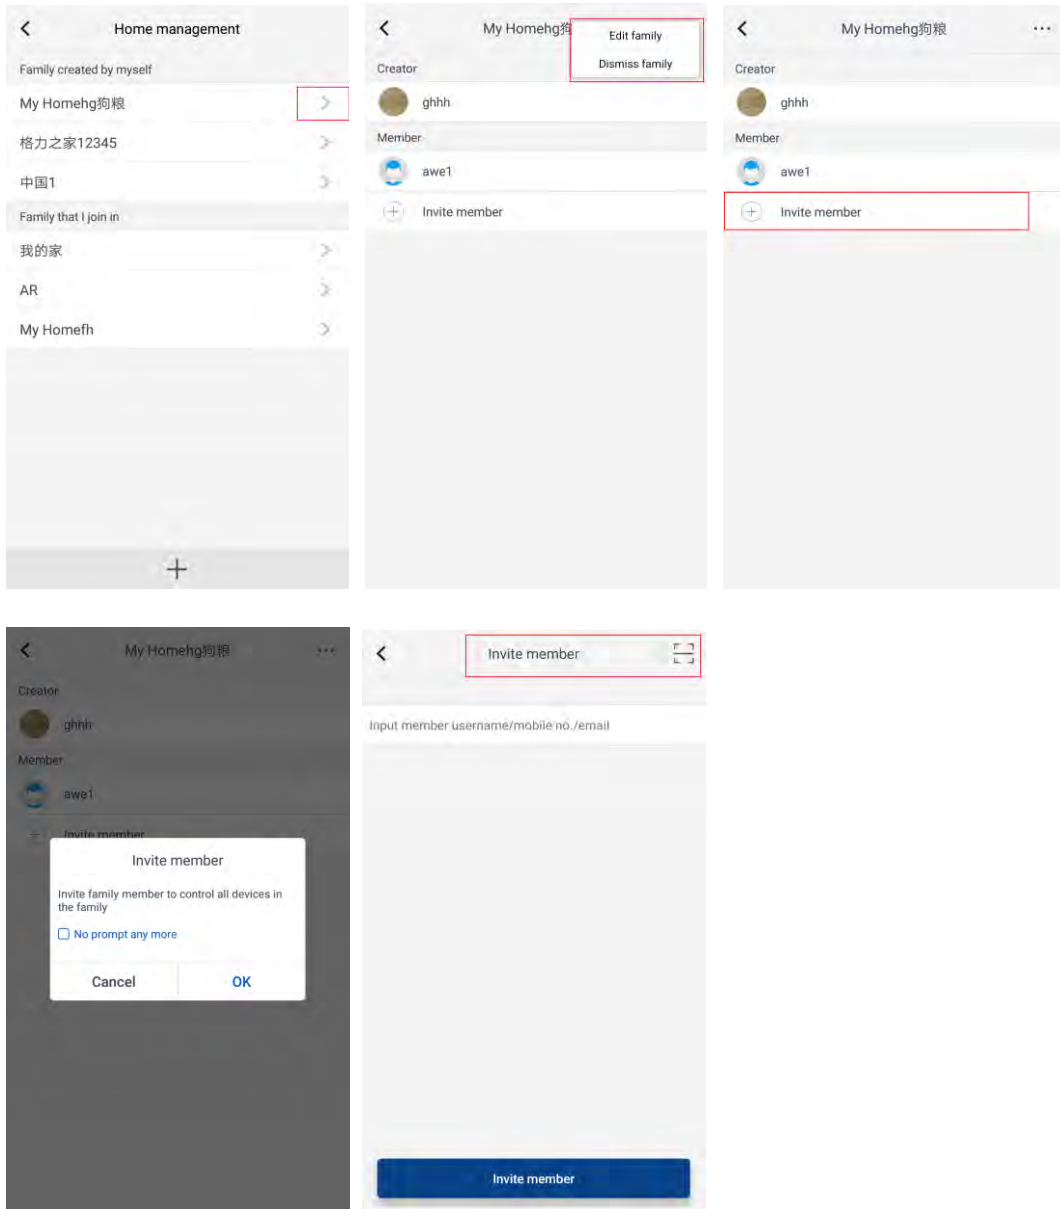 Home management
Family created by myself
My Homehg狗粮
格力之家12345
中国1
Family that I join in
我的家
AR
My Homefh
My Homehg狗
Edit family
Dismiss family
Creator
ghhh
Member
awe1
Invite member
My Homehg狗粮
Creator
ghhh
Member
awe1
Invite member
My Homehg狗粮
Creator
ghhh
Member
awe1
Invite member
Invite member
Invite family member to control all devices in
the family
No prompt any more
Cancel
OK
Invite member
Input member username/mobile no./email
Invite member